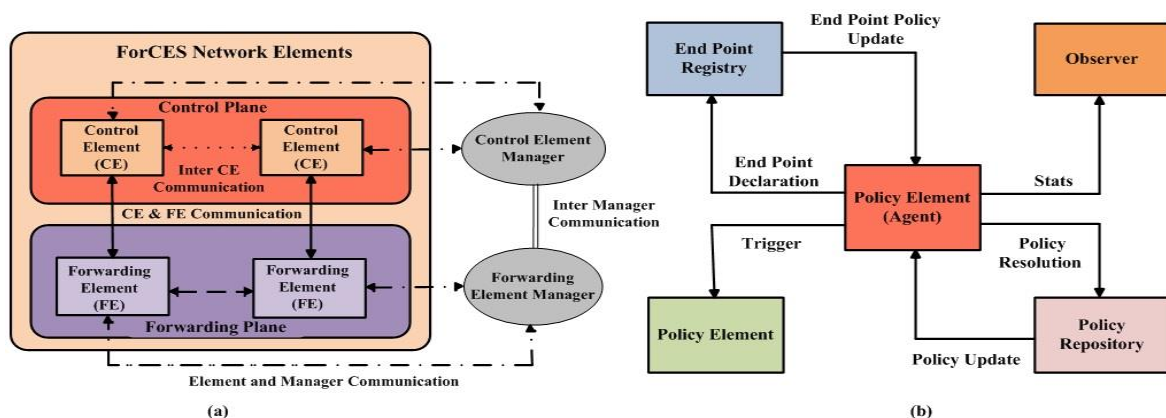 ForCES Network Elements
Control Plane
Control
Element
(CE)
Control
Element
(CE)
Inter CE
Communication
CE & FE Communication
Forwarding
Element
(FE)
Forwarding
Element
(FE)
Forwarding Plane
Control Element
Manager
Inter Manager
Communication
Forwarding
Element Manager
Element and Manager Communication
(a)
End Point
Registry
End Point Policy
Update
Observer
End Point
Declaration
Policy Element
(Agent)
Stats
Trigger
Policy
Resolution
Policy Element
Policy Update
Policy
Repository
(b)